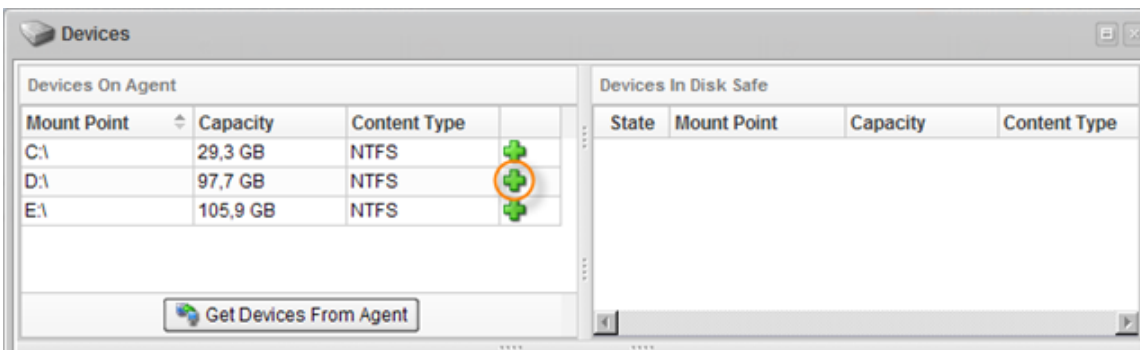 Devices
Devices On Agent
Mount Point Capacity Content Type
C:\ 29,3 GB NTFS
D:\ 97,7 GB NTFS
E:\ 105,9 GB NTFS
Get Devices From Agent
Devices In Disk Safe
State Mount Point Capacity Content Type